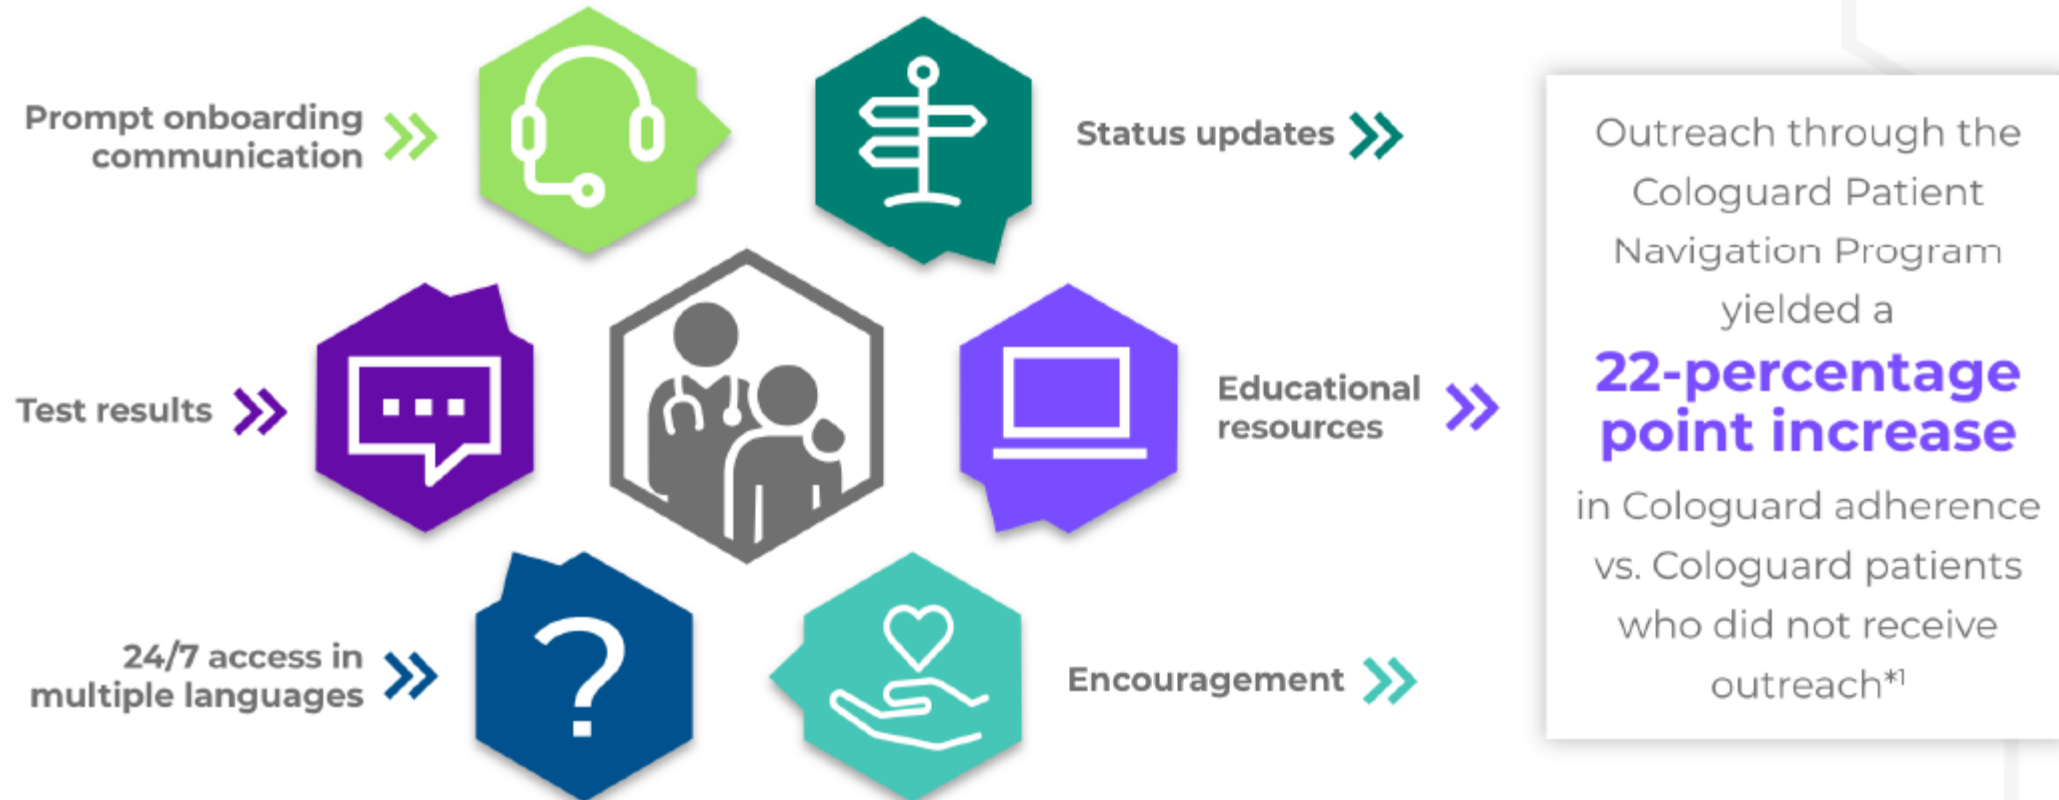 Prompt onboarding
communication
Status updates
Test results
Educational
resources
24/7 access in
multiple languages
?
Encouragement
Outreach through the
Cologuard Patient
Navigation Program
yielded a
22-percentage
point increase
in Cologuard adherence
vs. Cologuard patients
who did not receive
outreach*1